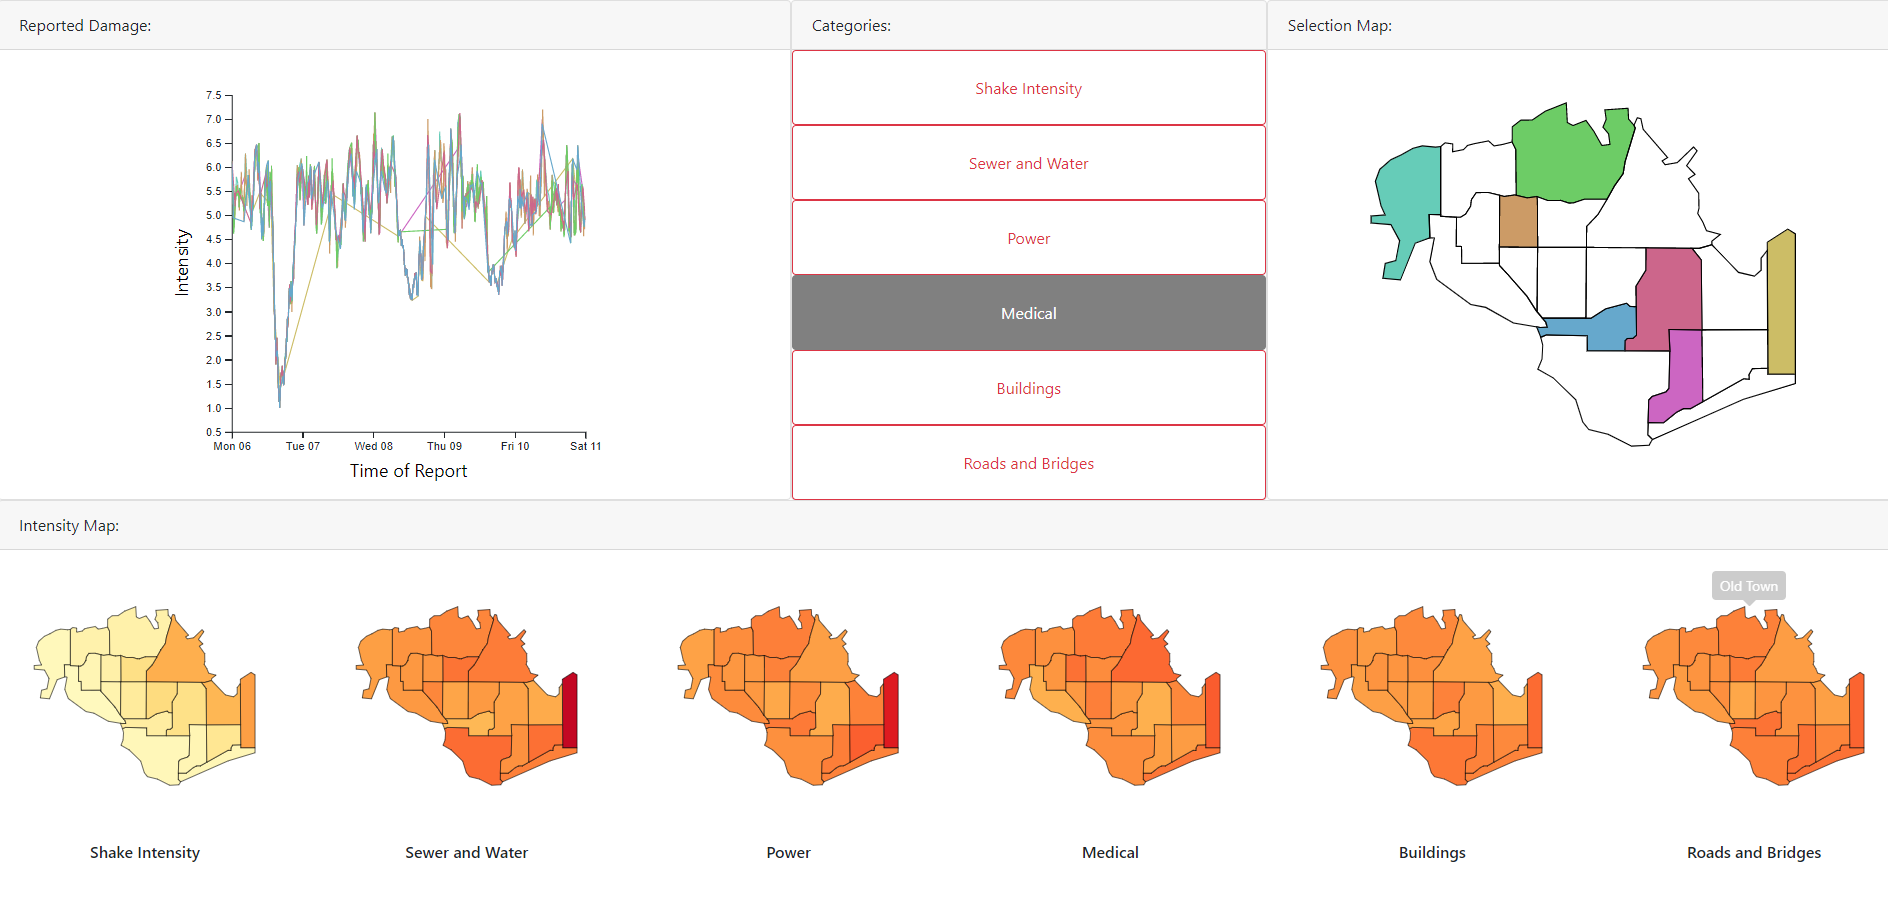 Reported Damage:
Categories:
Selection Map:
7.5
7.0
6.5
6.0
5.5
5.0
4.5
4.0
3.5
3.0
2.5
2.0
1.5
1.0
0.5
Intensity
Mon 06
Tue 07
Wed 08
Thu 09
Fri 10
Sat 11
Time of Report
Shake Intensity
Sewer and Water
Power
Medical
Buildings
Roads and Bridges
Intensity Map:
Old Town
Shake Intensity
Sewer and Water
Power
Medical
Buildings
Roads and Bridges